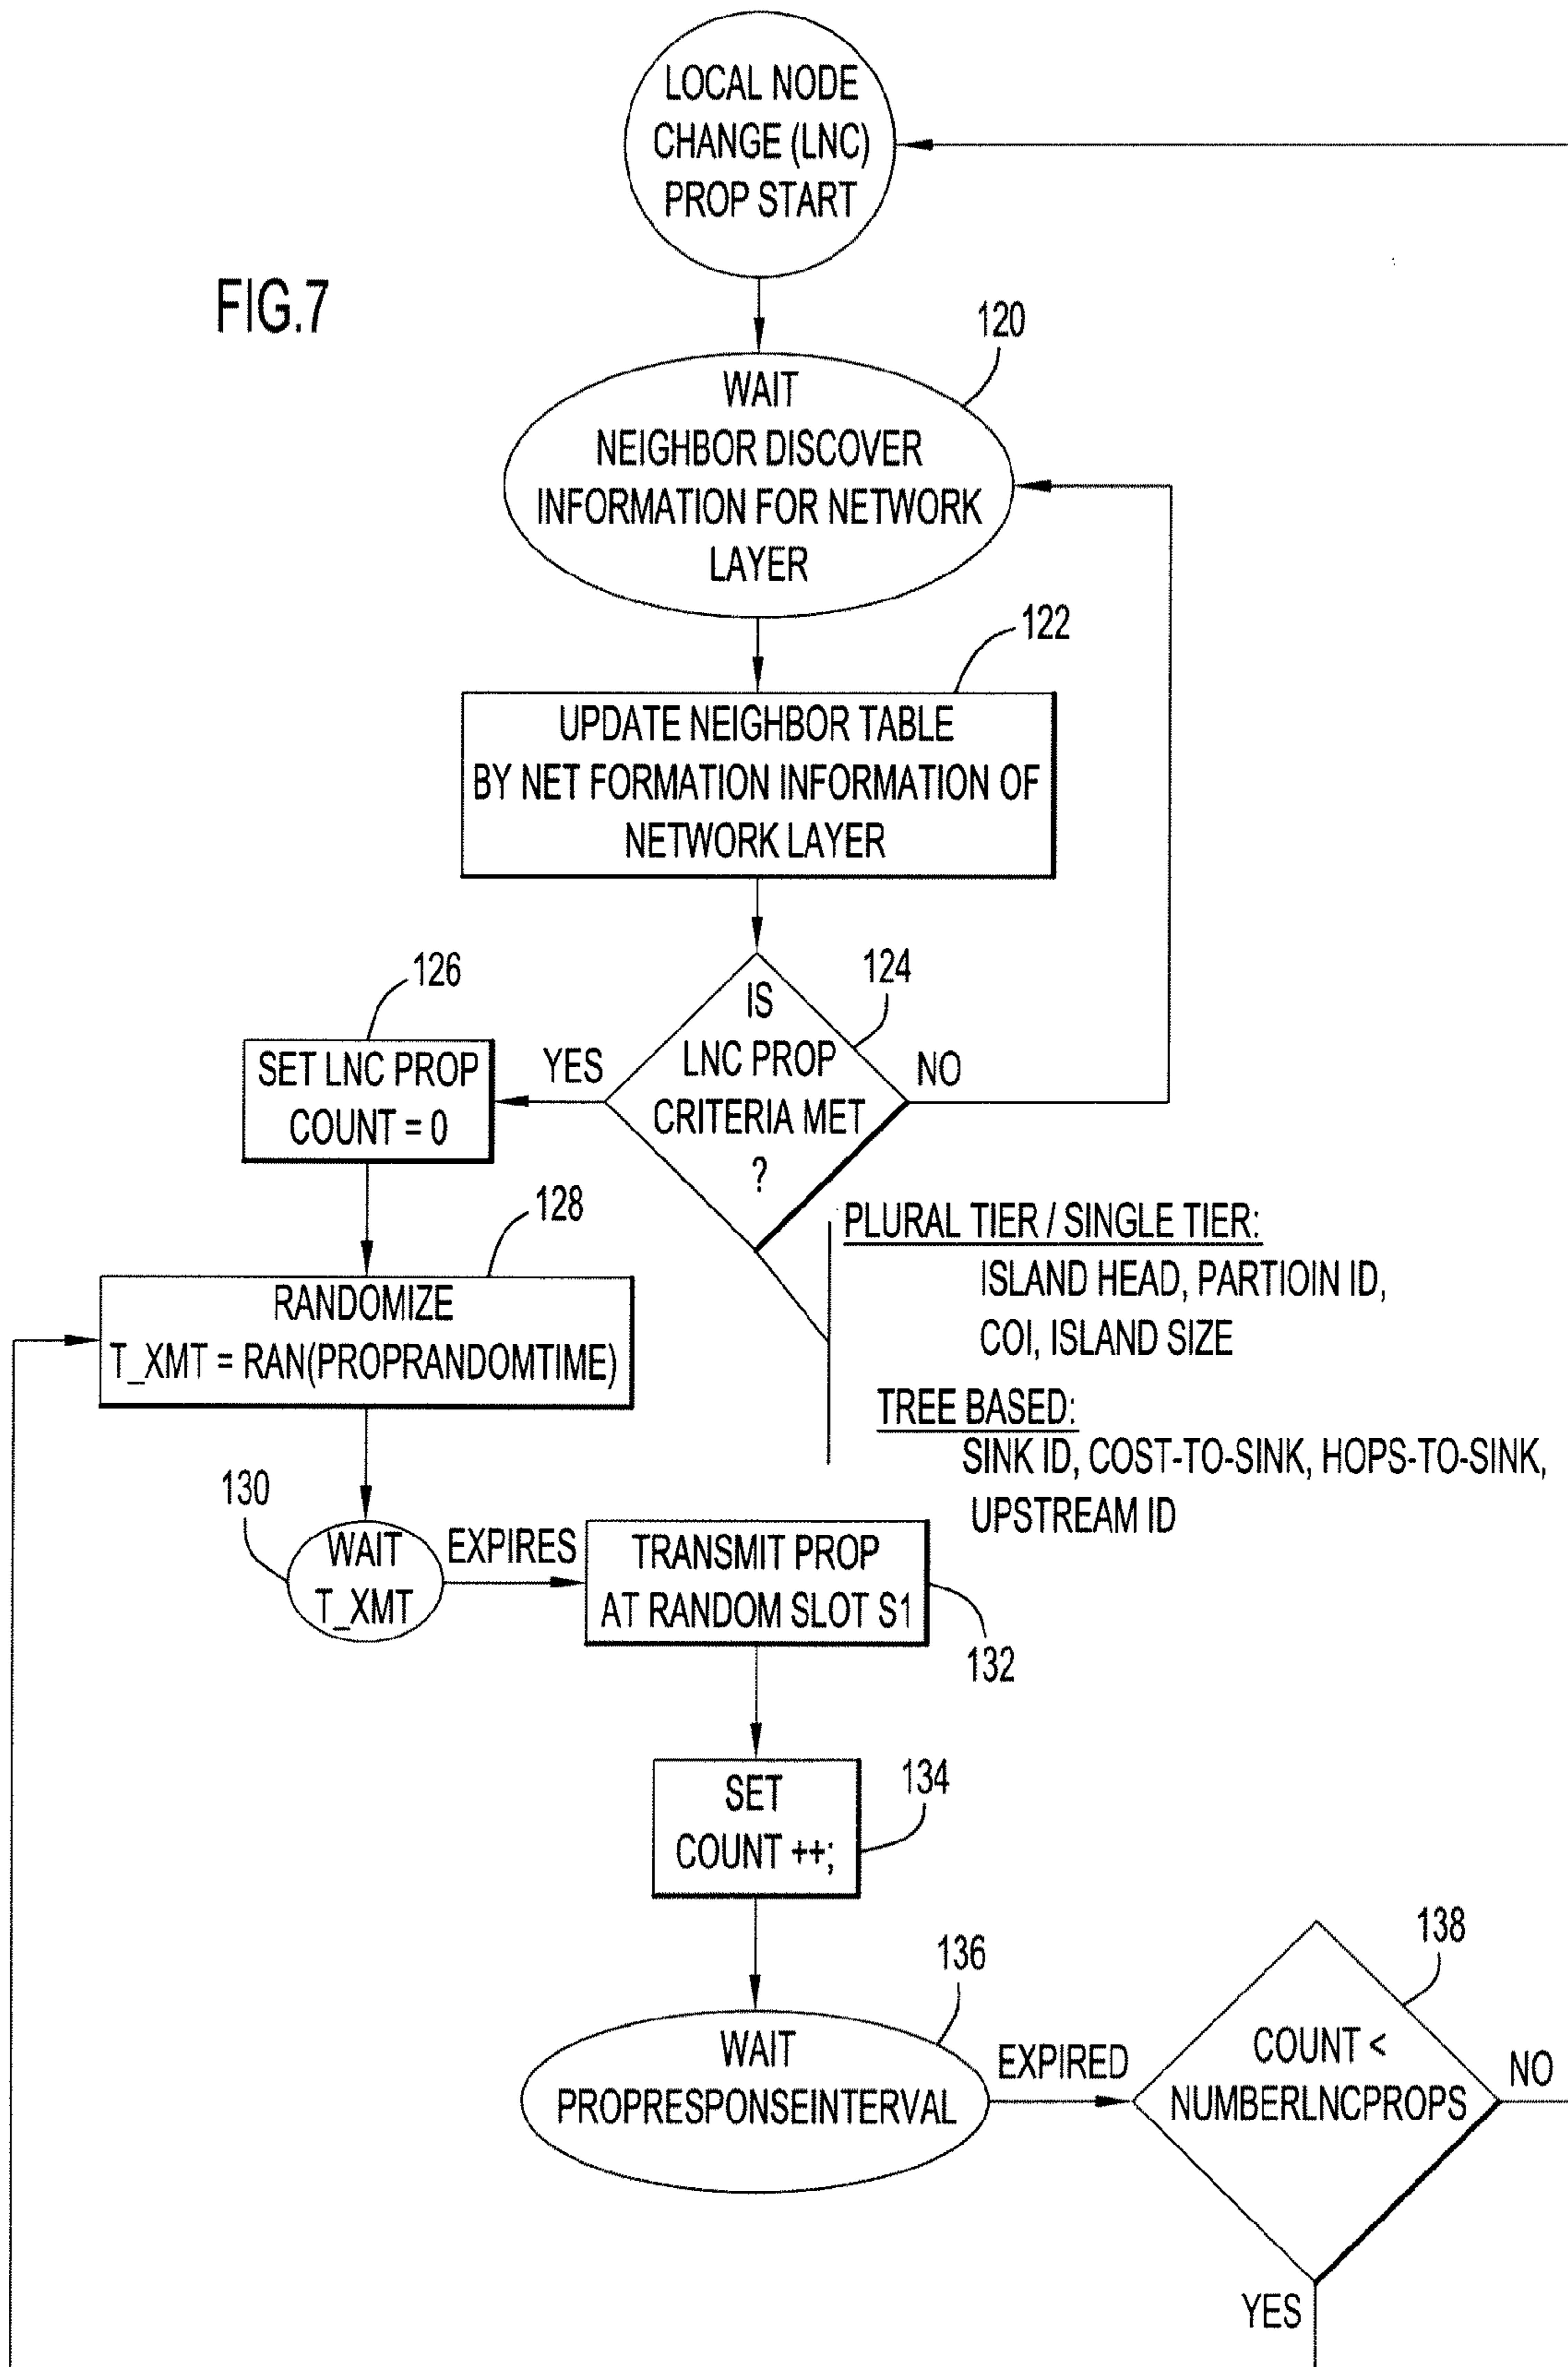 LOCAL NODE
CHANGE (LNC)
PROP START
FIG.7
120
WAIT
NEIGHBOR DISCOVER
INFORMATION FOR NETWORK
LAYER
122
UPDATE NEIGHBOR TABLE
BY NET FORMATION INFORMATION OF
NETWORK LAYER
124
IS
LNC PROP
CRITERIA MET
?
YES
NO
126
SET LNC PROP
COUNT = 0
128
RANDOMIZE
T_XMT = RAN(PROPRANDOMTIME)
PLURAL TIER / SINGLE TIER:
ISLAND HEAD, PARTIOIN ID,
COI, ISLAND SIZE
TREE BASED:
SINK ID, COST-TO-SINK, HOPS-TO-SINK,
UPSTREAM ID
130
WAIT
T_XMT
EXPIRES
TRANSMIT PROP
AT RANDOM SLOT S1
132
SET
COUNT ++;
134
136
WAIT
PROPRESPONSEINTERVAL
EXPIRED
138
COUNT <
NUMBERLNCPROPS
NO
YES